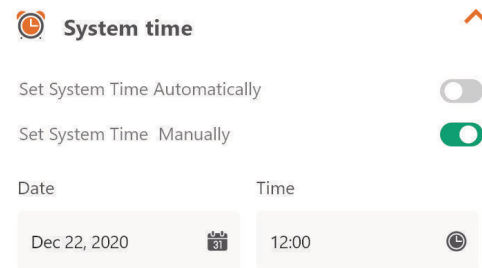 System time
Set System Time Automatically
Set System Time Manually
Date Time
Dec 22, 2020 31 12:00